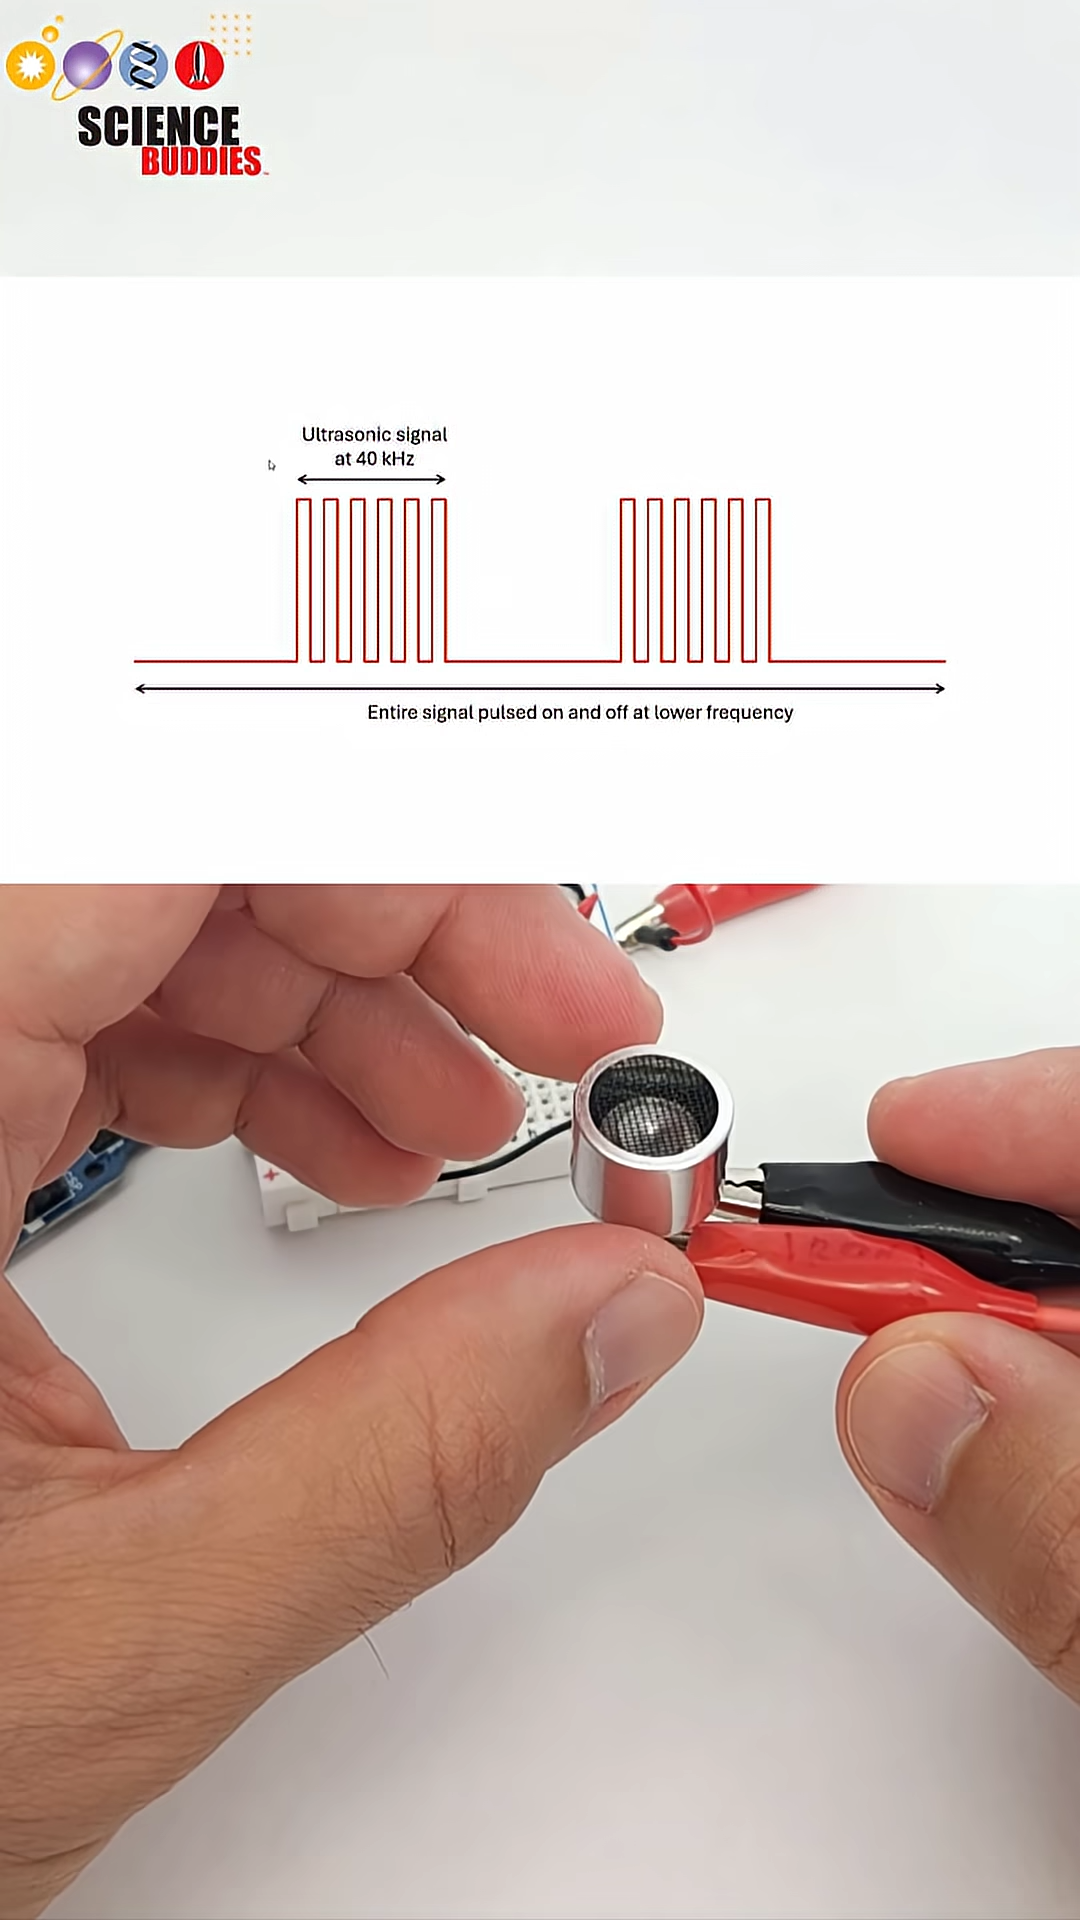 SCIENCE
BUDDIES
Ultrasonic signal
at 40 kHz
Entire signal pulsed on and off at lower frequency